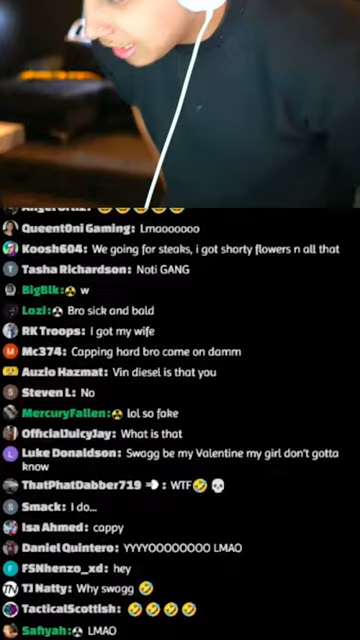 Queent0ni Gaming: Lmaooooooo
Koosh604: We going for steaks, i got shorty flowers n all that
Tasha Richardson: Noti GANG
BigBlk: w
Lozi: Bro sick and bald
RK Troops: I got my wife
Mc374: Capping hard bro come on damm
Auzio Hazmat: Vin diesel is that you
Steven L: No
MercuryFallen: lol so fake
OfficialJuicyJay: What is that
Luke Donaldson: Swagg be my Valentine my girl don't gotta
know
ThatPhatDabber719 💨: WTF🤣 💀
Smack: I do...
Isa Ahmed: cappy
Daniel Quintero: YYYYOOOOOOOO LMAO
FSNhenzo_xd: hey
TJ Natty: Why swagg 🤣
TacticalScottish: 🤣 🤣 🤣 🤣
Safiyah: LMAO